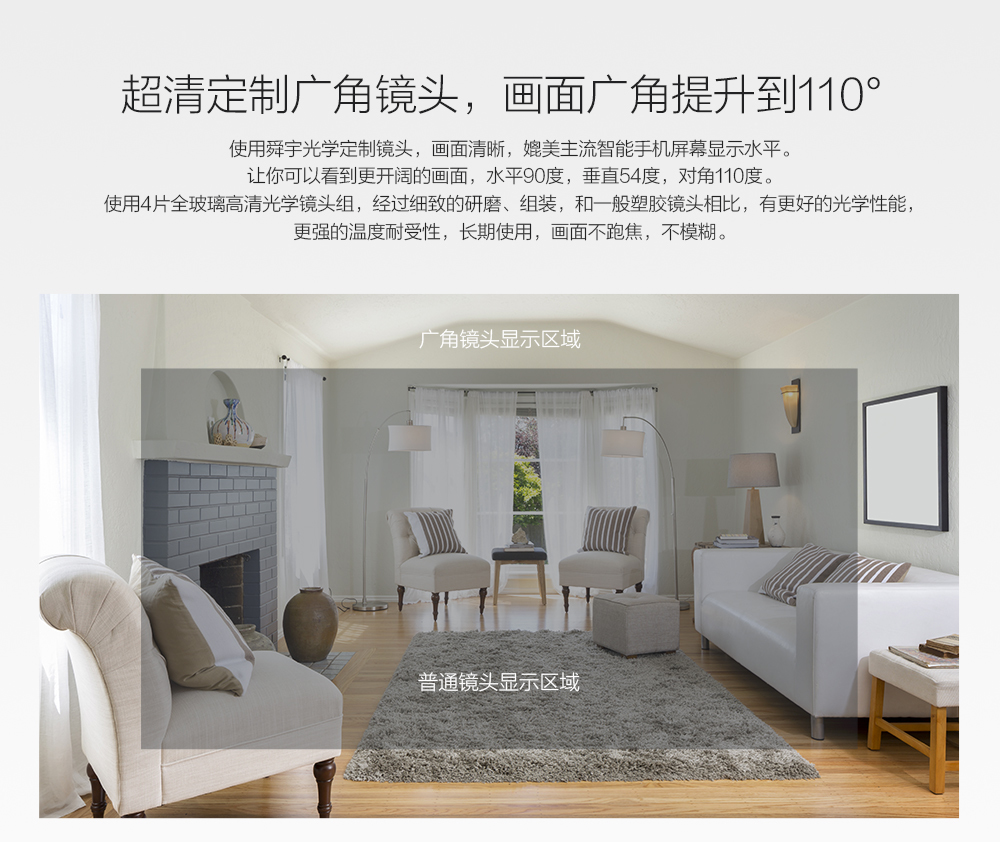 超清定制广角镜头，画面广角提升到110°
使用舜宇光学定制镜头，画面清晰，媲美主流智能手机屏幕显示水平。
让你可以看到更开阔的画面，水平90度，垂直54度，对角110度。
使用4片全玻璃高清光学镜头组，经过细致的研磨、组装，和一般塑胶镜头相比，有更好的光学性能，
更强的温度耐受性，长期使用，画面不跑焦，不模糊。
广角镜头显示区域
普通镜头显示区域